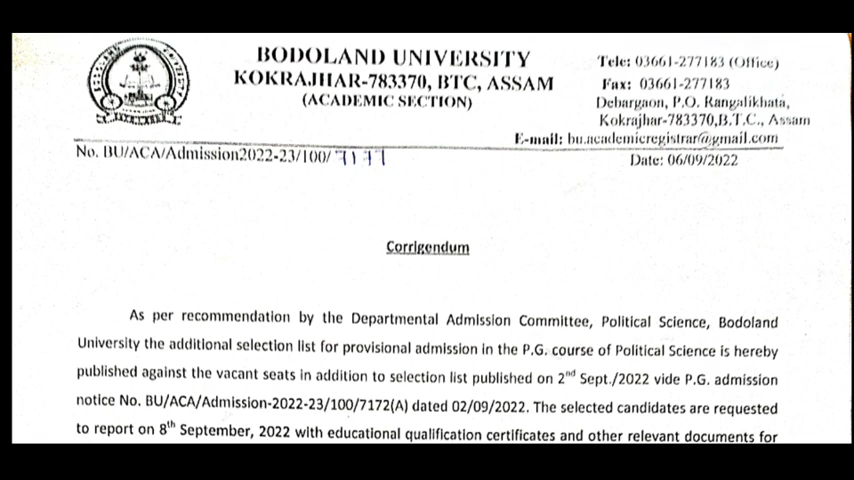 BODOLAND UNIVERSITY
KOKRAJHAR-783370, BTC, ASSAM
(ACADEMIC SECTION)
Tele: 03661-277183 (Office)
Fax: 03661-277183
Debargaon, P.O. Rangalikhata,
Kokrajhar-783370,B.T.C., Assam
E-mail: bu.academicregistrar@gmail.com
No. BU/ACA/Admission2022-23/100/7177
Date: 06/09/2022
Corrigendum
As per recommendation by the Departmental Admission Committee, Political Science, Bodoland
University the additional selection list for provisional admission in the P.G. course of Political Science is hereby
published against the vacant seats in addition to selection list published on 2nd Sept./2022 vide P.G. admission
notice No. BU/ACA/Admission-2022-23/100/7172(A) dated 02/09/2022. The selected candidates are requested
to report on 8th September, 2022 with educational qualification certificates and other relevant documents for